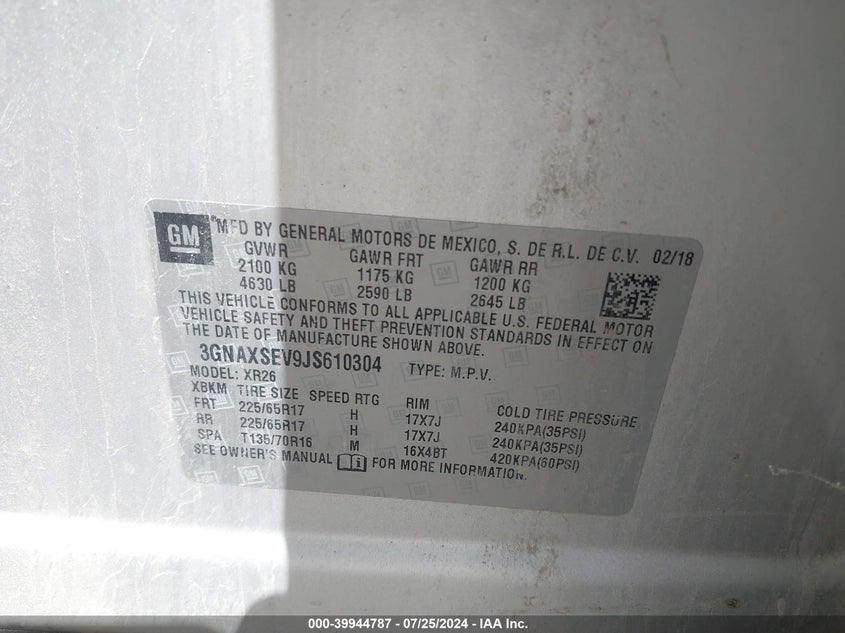 GM "MFD BY GENERAL MOTORS DE MEXICO, S. DE R.L. DE C.V. 02/18
GVWR GAWR FRT GAWR RR
2100 KG 1175 KG 1200 KG
4630 LB 2590 LB 2645 LB
THIS VEHICLE CONFORMS TO ALL APPLICABLE U.S. FEDERAL MOTOR
VEHICLE SAFETY AND THEFT PREVENTION STANDARDS IN EFFECT ON
THE DATE OF MANUFACTURE SHOWN ABOVE.
3GNAXSEV9JS610304 TYPE: M.P.V.
MODEL: XR26
XBKM TIRE SIZE SPEED RTG RIM COLD TIRE PRESSURE
FRT 225/65R17 H 17X7J 240KPA(35PSI)
RR 225/65R17 H 17X7J 240KPA(35PSI)
SPA T135/70R16 M 16X4BT 420KPA(60PSI)
SEE OWNER'S MANUAL FOR MORE INFORMATION.
000-39944787 - 07/25/2024 - IAA Inc.